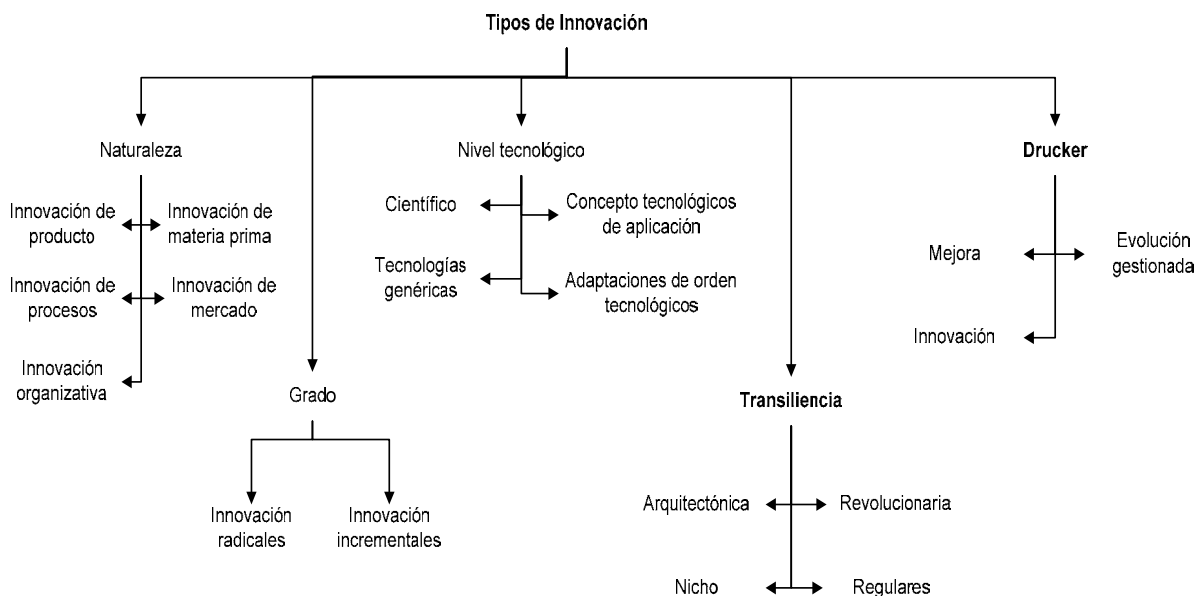 Tipos de Innovación
Naturaleza
Innovación de
producto
Innovación de
materia prima
Innovación de
procesos
Innovación de
mercado
Innovación
organizativa
Grado
Innovación
radicales
Innovación
incrementales
Nivel tecnológico
Científico
Concepto tecnológicos
de aplicación
Tecnologías
genéricas
Adaptaciones de orden
tecnológicos
Transiliencia
Arquitectónica
Revolucionaria
Nicho
Regulares
Drucker
Mejora
Evolución
gestionada
Innovación